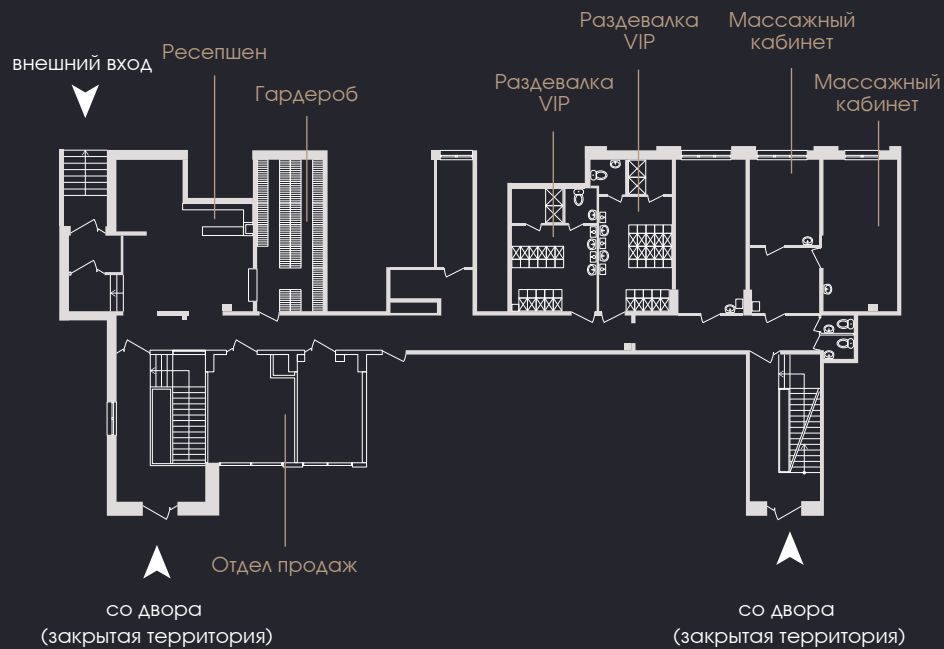 внешний вход
Ресепшен
Гардероб
Раздевалка
VIP
Раздевалка
VIP
Массажный
кабинет
Массажный
кабинет
Отдел продаж
со двора
(закрытая территория)
со двора
(закрытая территория)